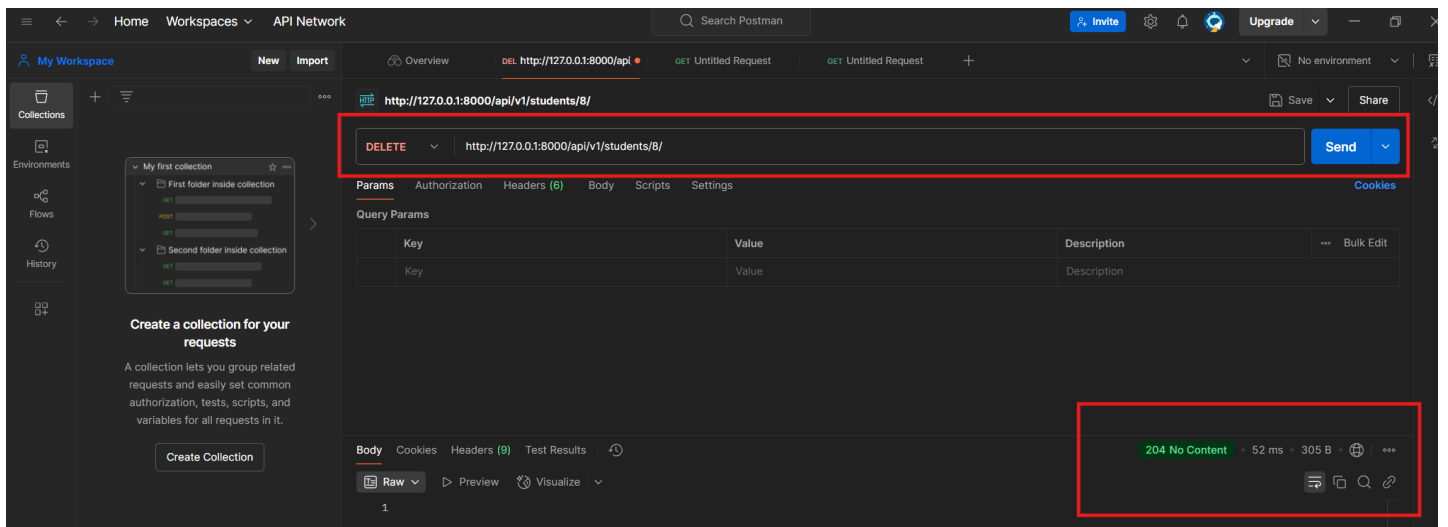 Home Workspaces API Network Search Postman Invite Upgrade
My Workspace New Import Overview DEL http://127.0.0.1:8000/api GET Untitled Request GET Untitled Request No environment
Collections
HTTP http://127.0.0.1:8000/api/v1/students/8/ Save Share
DELETE http://127.0.0.1:8000/api/v1/students/8/ Send
Environments
My first collection
First folder inside collection
GET
POST
GET
Second folder inside collection
GET
GET
Params Authorization Headers (6) Body Scripts Settings Cookies
Flows
Query Params
Key Value Description Bulk Edit
History
Key Value Description
Create a collection for your
requests
A collection lets you group related
requests and easily set common
authorization, tests, scripts, and
variables for all requests in it.
Create Collection
Body Cookies Headers (9) Test Results 204 No Content 52 ms 305 B
Raw Preview Visualize
1